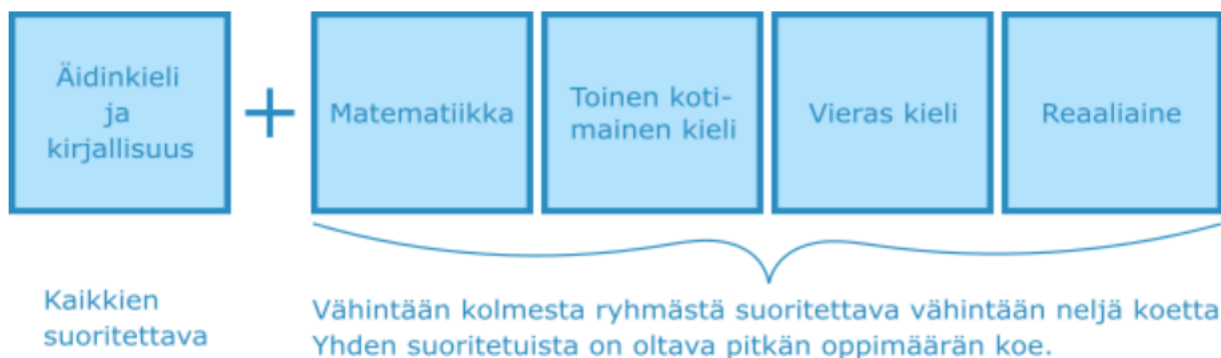 Äidinkieli
ja
kirjallisuus
+
Matematiikka
Toinen koti-
mainen kieli
Vieras kieli
Reaaliaine
Kaikkien
suoritettava
Vähintään kolmesta ryhmästä suoritettava vähintään neljä koetta
Yhden suoritetuista on oltava pitkän oppimäärän koe.